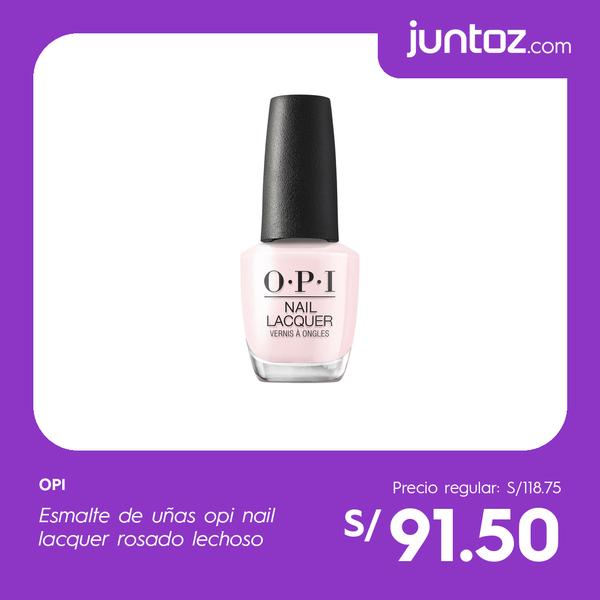 juntoz.com
O·P·I
NAIL
LACQUER
VERNIS À ONGLES
OPI
Esmalte de uñas opi nail
lacquer rosado lechoso
Precio regular: S/118.75
S/91.50